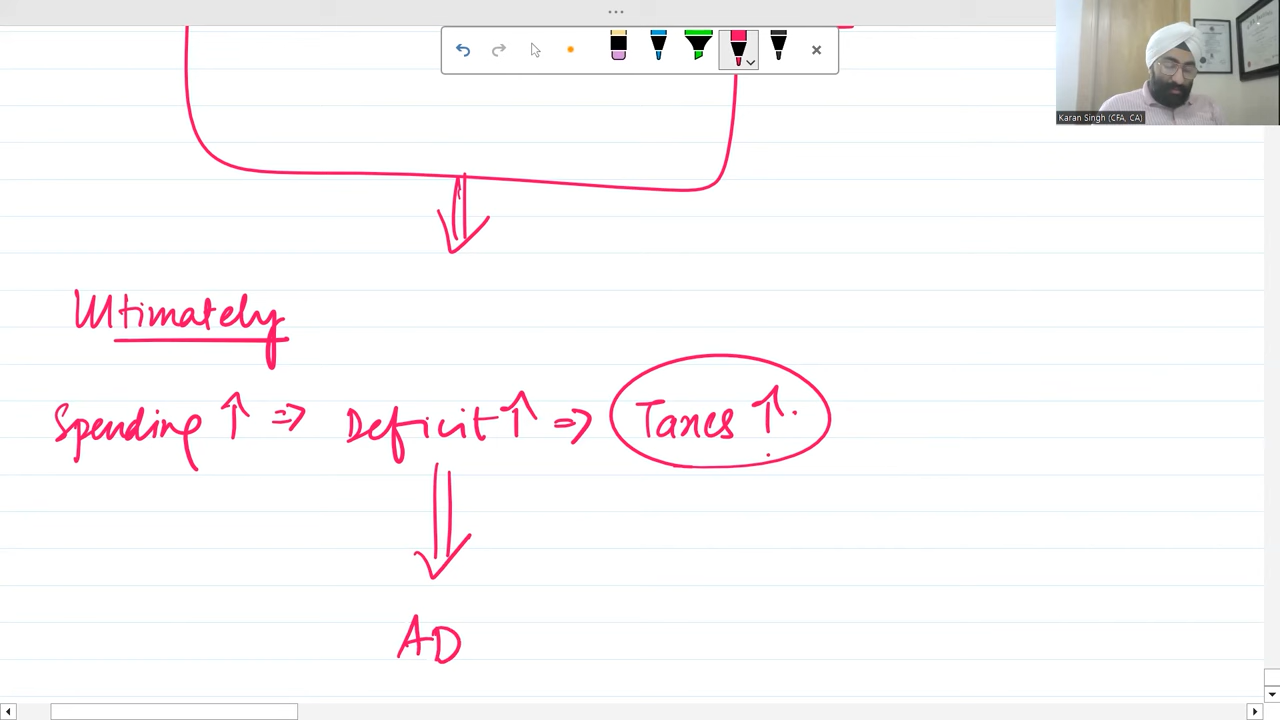 Karan Singh (CFA, CA)
Ultimately
Spending ↑ ⇒ Deficit ↑ ⇒ Taxes ↑.
AD